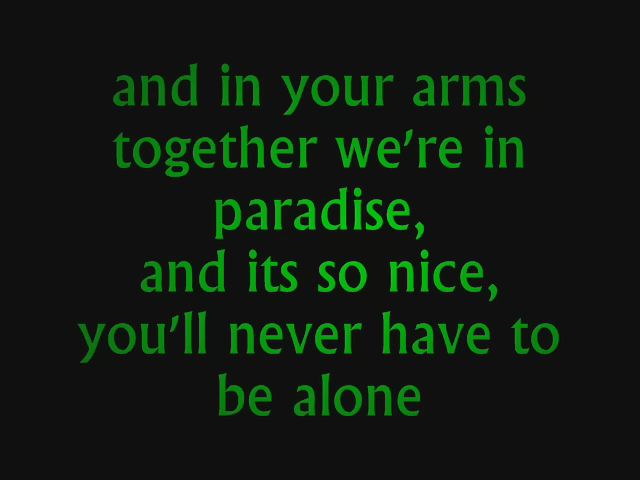 and in your arms
together we're in
paradise,
and its so nice,
you'll never have to
be alone